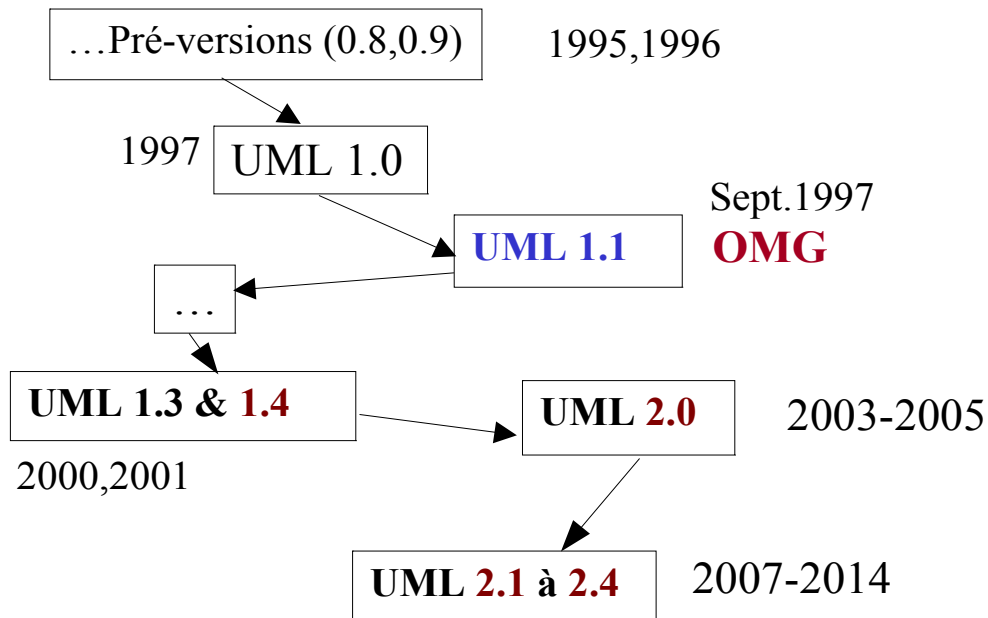 …Pré-versions (0.8,0.9)
1995,1996
1997
UML 1.0
Sept.1997
UML 1.1
OMG
…
UML 1.3 & 1.4
UML 2.0
2003-2005
2000,2001
UML 2.1 à 2.4
2007-2014